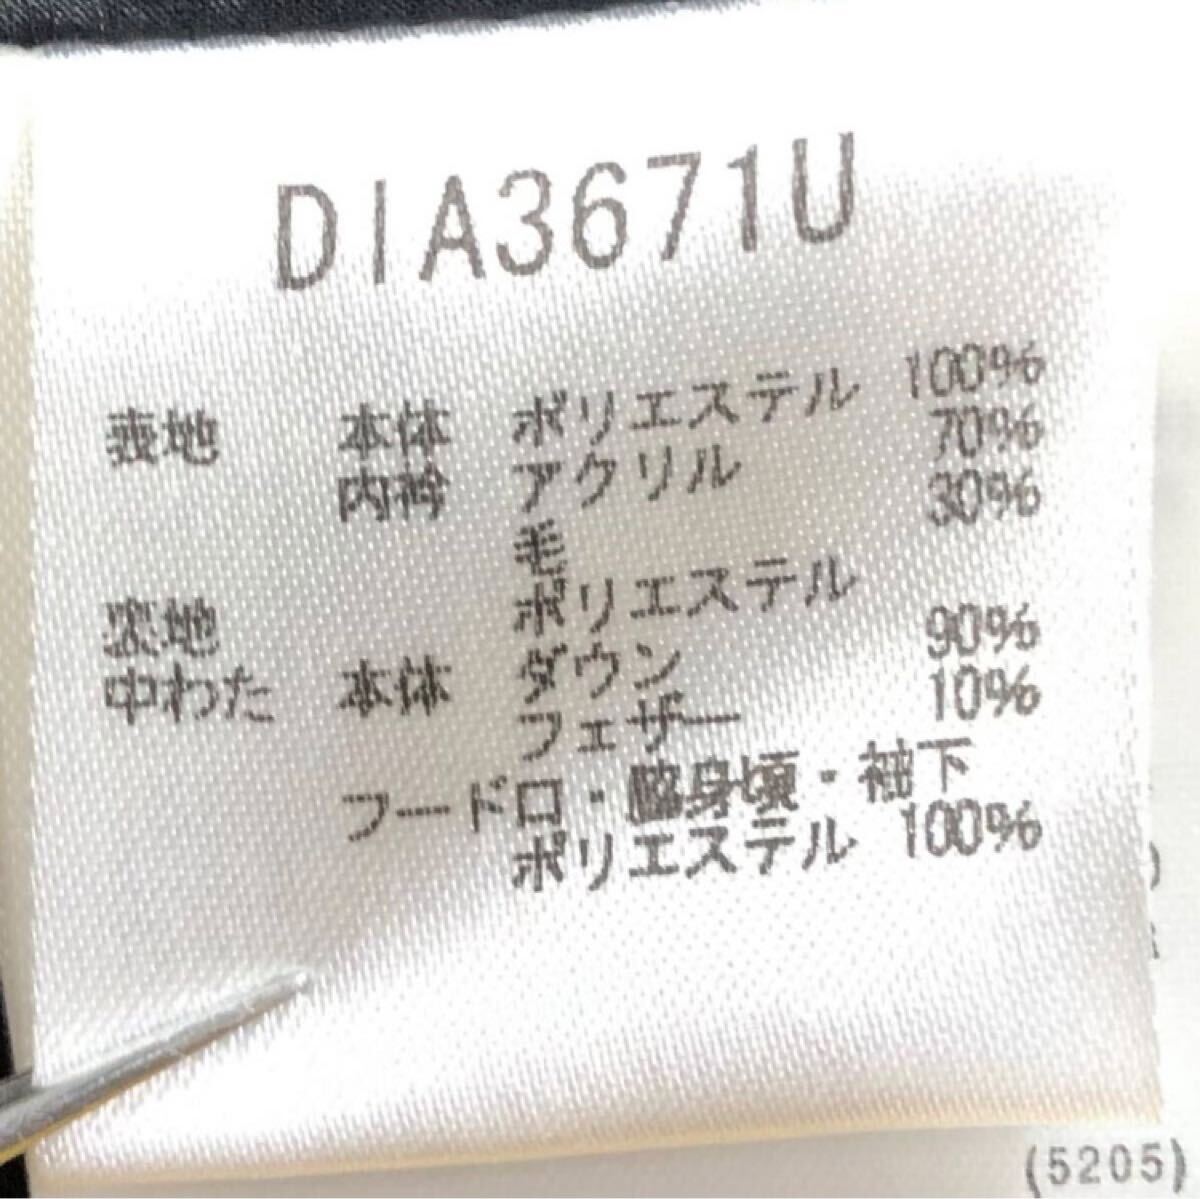 DIA3671U
表地 本体 ポリエステル 100%
内衿 アクリル 70%
毛 30%
裏地 ポリエステル
中わた 本体 ダウン 90%
フェザー 10%
フード口・脇身頃・袖下
ポリエステル 100%
(5205)